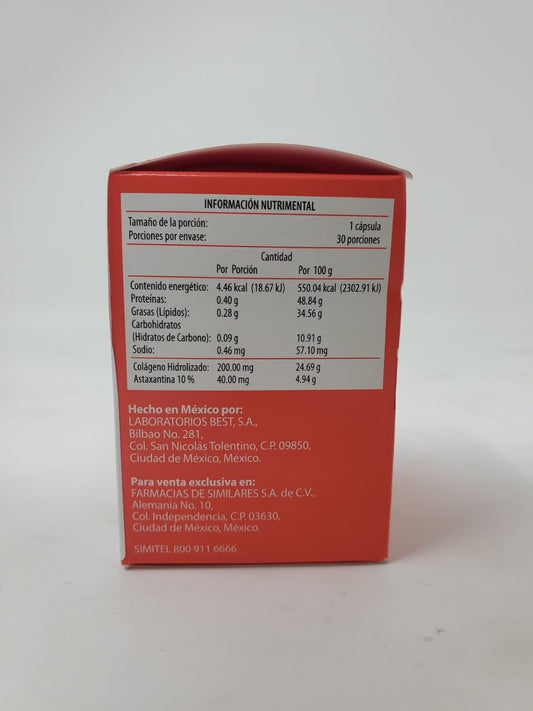 INFORMACIÓN NUTRIMENTAL
Tamaño de la porción: 1 cápsula
Porciones por envase: 30 porciones
Cantidad
Por Porción Por 100 g
Contenido energético: 4.46 kcal (18.67 kJ) 550.04 kcal (2302.91 kJ)
Proteínas: 0.40 g 48.84 g
Grasas (Lípidos): 0.28 g 34.56 g
Carbohidratos
(Hidratos de Carbono): 0.09 g 10.91 g
Sodio: 0.46 mg 57.10 mg
Colágeno Hidrolizado: 200.00 mg 24.69 g
Astaxantina 10 % 40.00 mg 4.94 g
Hecho en México por:
LABORATORIOS BEST, S.A.,
Bilbao No. 281,
Col. San Nicolás Tolentino, C.P. 09850,
Ciudad de México, México.
Para venta exclusiva en:
FARMACIAS DE SIMILARES S.A. de C.V.,
Alemania No. 10,
Col. Independencia, C.P. 03630,
Ciudad de México, México.
SIMITEL 800 911 6666